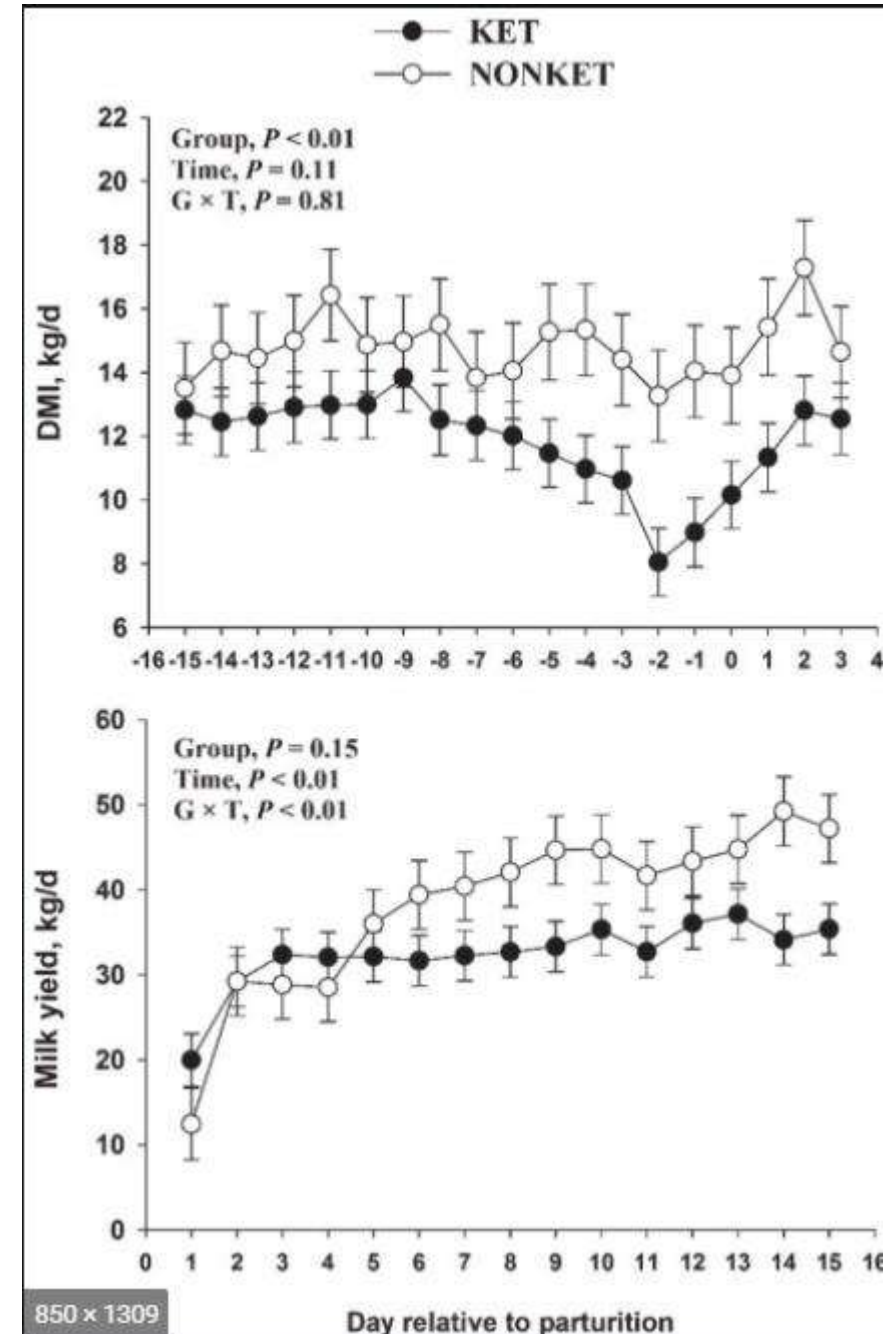 KET
NONKET
22
20
18
16
14
12
10
8
6
DMI, kg/d
Group, P < 0.01
Time, P = 0.11
G × T, P = 0.81
-16 -15 -14 -13 -12 -11 -10 -9 -8 -7 -6 -5 -4 -3 -2 -1 0 1 2 3 4
60
50
40
30
20
10
0
Milk yield, kg/d
Group, P = 0.15
Time, P < 0.01
G × T, P < 0.01
0 1 2 3 4 5 6 7 8 9 10 11 12 13 14 15 16
Day relative to parturition
850 × 1309